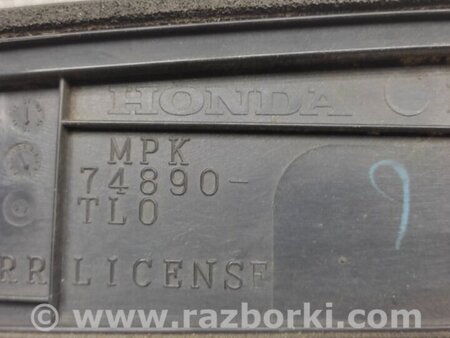 HONDA
MPK
74890-
TL0
RR LICENSE
9
www.razborki.com